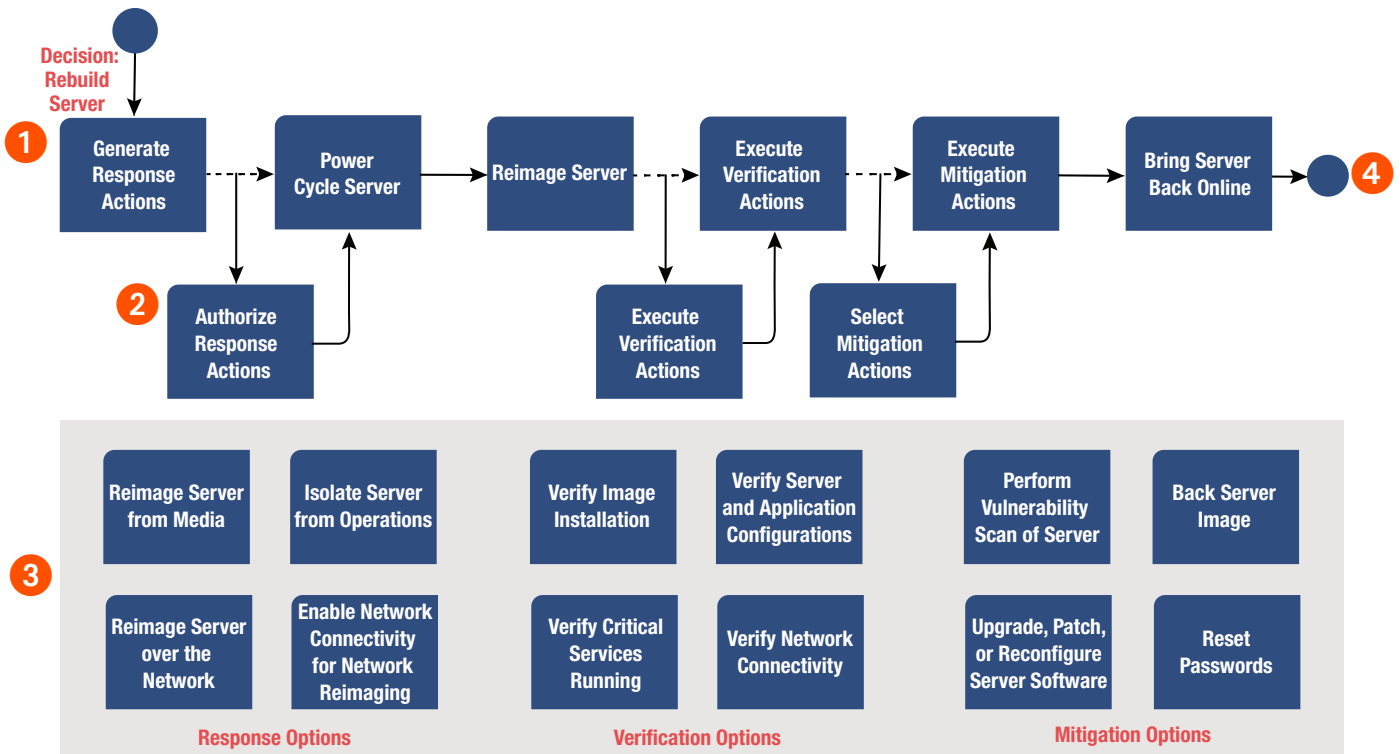 Decision:
Rebuild
Server
1
Generate
Response
Actions
Power
Cycle Server
Reimage Server
Execute
Verification
Actions
Execute
Mitigation
Actions
Bring Server
Back Online
4
2
Authorize
Response
Actions
Execute
Verification
Actions
Select
Mitigation
Actions
3
Reimage Server
from Media
Isolate Server
from Operations
Reimage Server
over the
Network
Enable Network
Connectivity
for Network
Reimaging
Response Options
Verify Image
Installation
Verify Server
and Application
Configurations
Verify Critical
Services
Running
Verify Network
Connectivity
Verification Options
Perform
Vulnerability
Scan of Server
Back Server
Image
Upgrade, Patch,
or Reconfigure
Server Software
Reset
Passwords
Mitigation Options